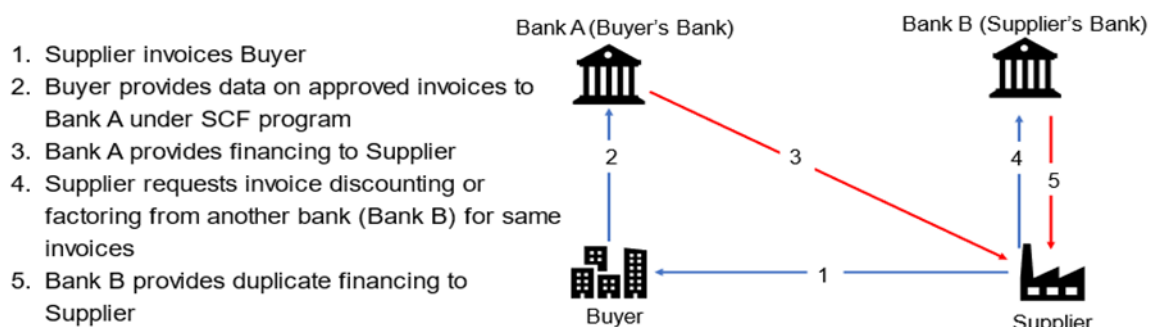 Bank A (Buyer's Bank)
Bank B (Supplier's Bank)
1. Supplier invoices Buyer
2. Buyer provides data on approved invoices to
Bank A under SCF program
3. Bank A provides financing to Supplier
4. Supplier requests invoice discounting or
factoring from another bank (Bank B) for same
invoices
5. Bank B provides duplicate financing to
Supplier
2
3
4
5
1
Buyer
Supplier